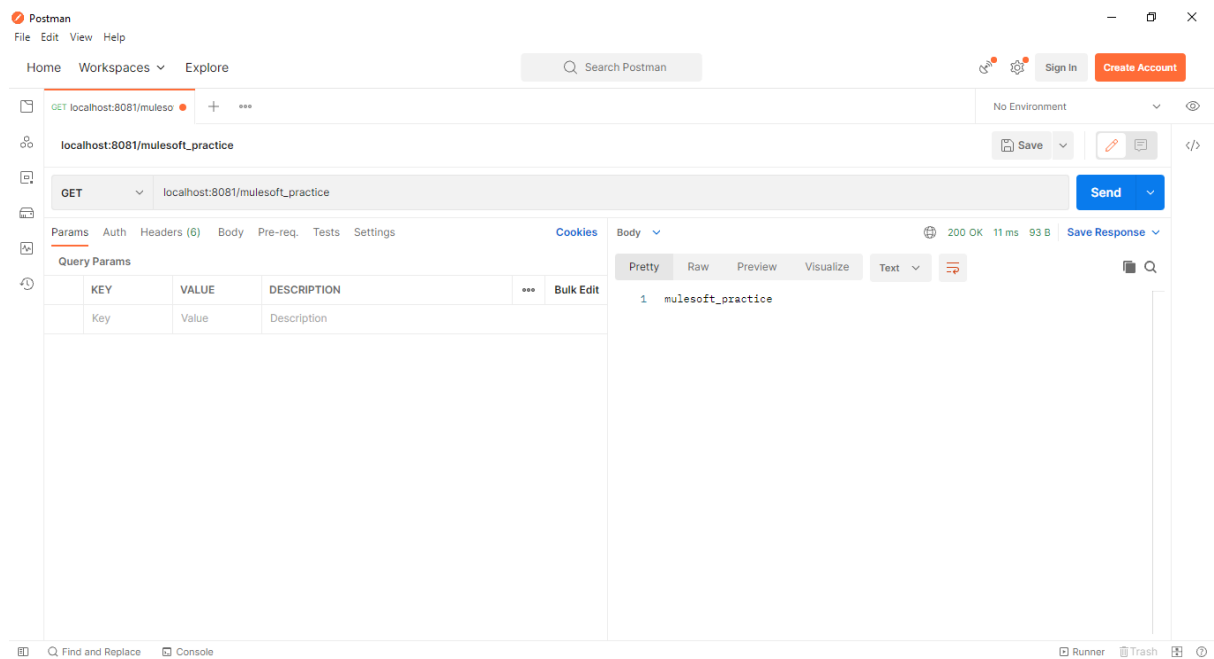 Postman
File Edit View Help
Home Workspaces Explore Search Postman Sign In Create Account
GET localhost:8081/muleso No Environment
localhost:8081/mulesoft_practice Save
GET localhost:8081/mulesoft_practice Send
Params Auth Headers (6) Body Pre-req. Tests Settings Cookies Body 200 OK 11 ms 93 B Save Response
Query Params Pretty Raw Preview Visualize Text
KEY VALUE DESCRIPTION Bulk Edit
1 mulesoft_practice
Key Value Description
Find and Replace Console Runner Trash